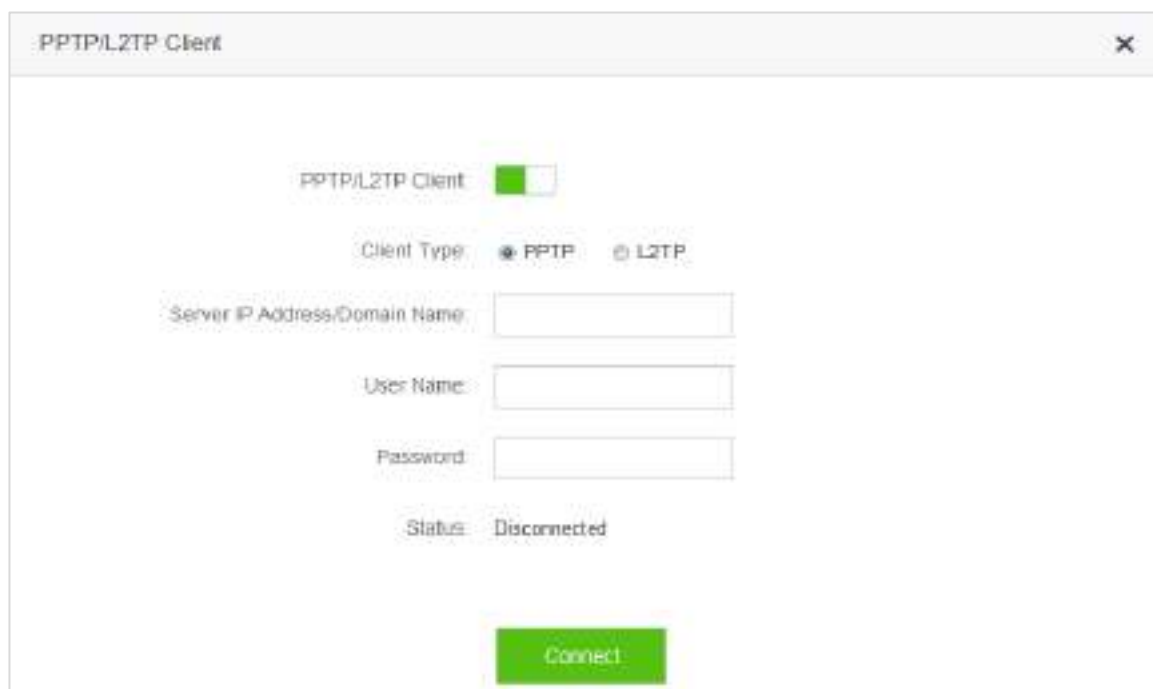 PPTP/L2TP Client
PPTP/L2TP Client:
Client Type: PPTP L2TP
Server IP Address/Domain Name:
User Name:
Password:
Status: Disconnected
Connect